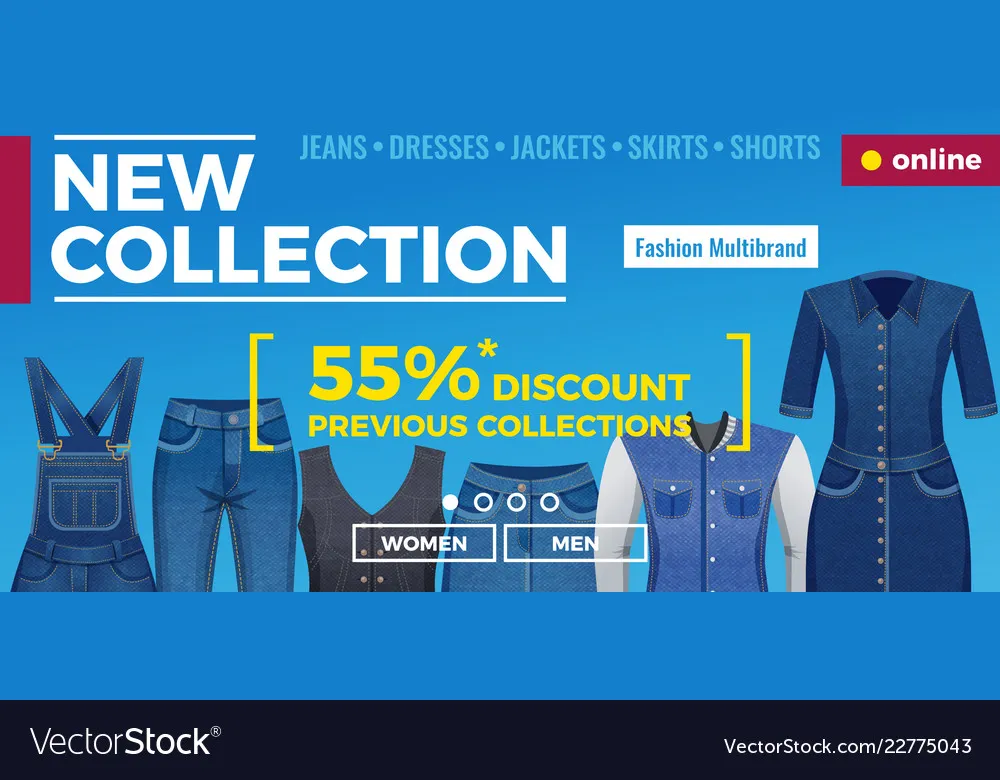 JEANS • DRESSES • JACKETS • SKIRTS • SHORTS
online
NEW
COLLECTION
Fashion Multibrand
55%* DISCOUNT
PREVIOUS COLLECTIONS
WOMEN
MEN
VectorStock®
VectorStock.com/22775043